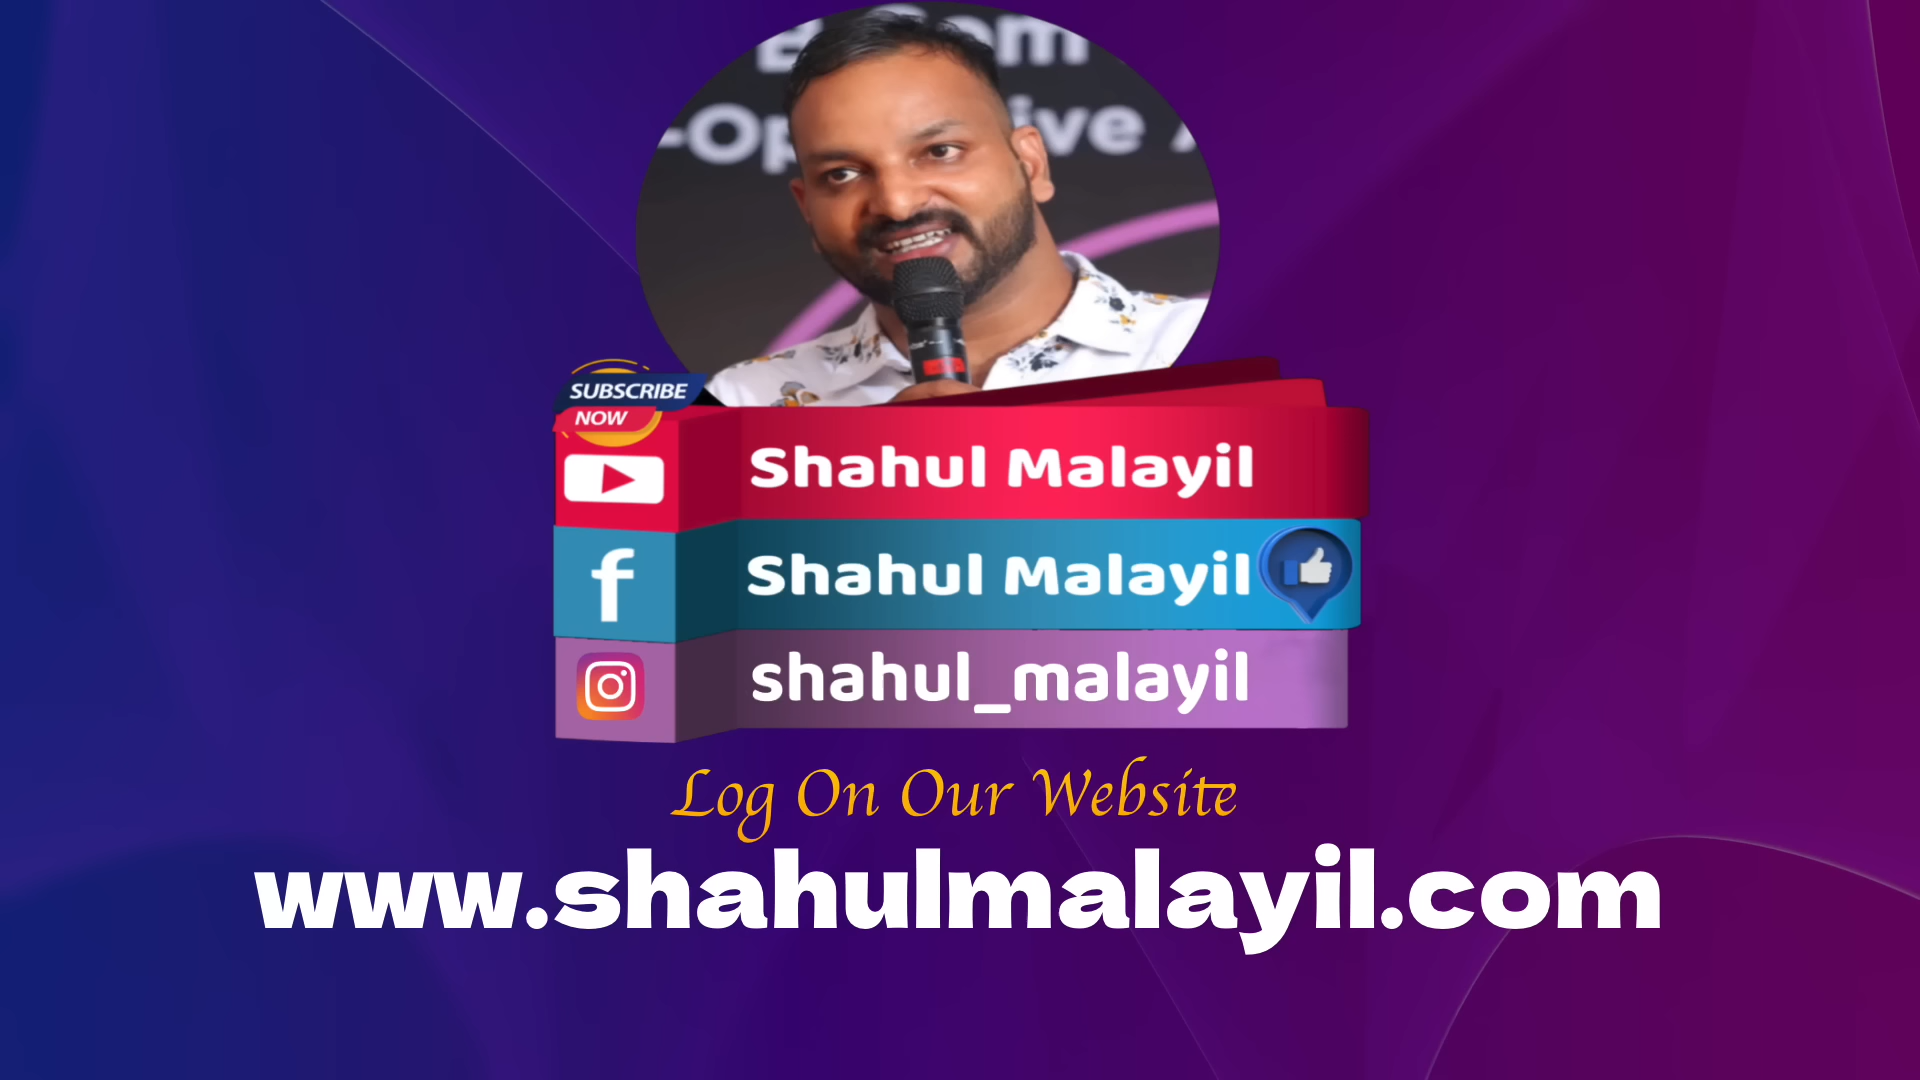 SUBSCRIBE
NOW
Shahul Malayil
Shahul Malayil
shahul_malayil
Log On Our Website
www.shahulmalayil.com